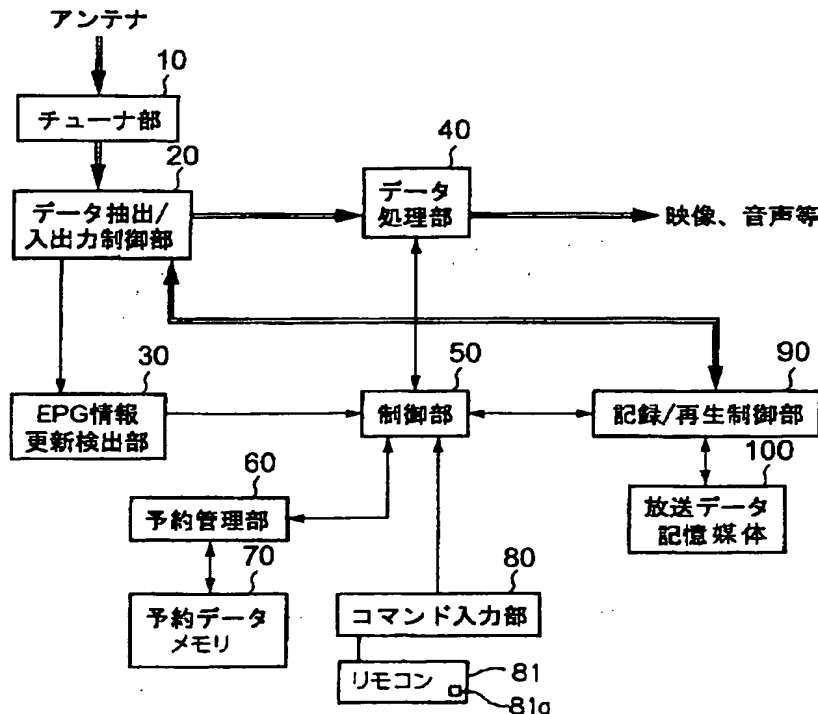 アンテナ
10
チューナ部
20
データ抽出/
入出力制御部
40
データ
処理部
映像、音声等
30
EPG情報
更新検出部
50
制御部
90
記録/再生制御部
100
放送データ
記憶媒体
60
予約管理部
70
予約データ
メモリ
80
コマンド入力部
リモコン
81
81a